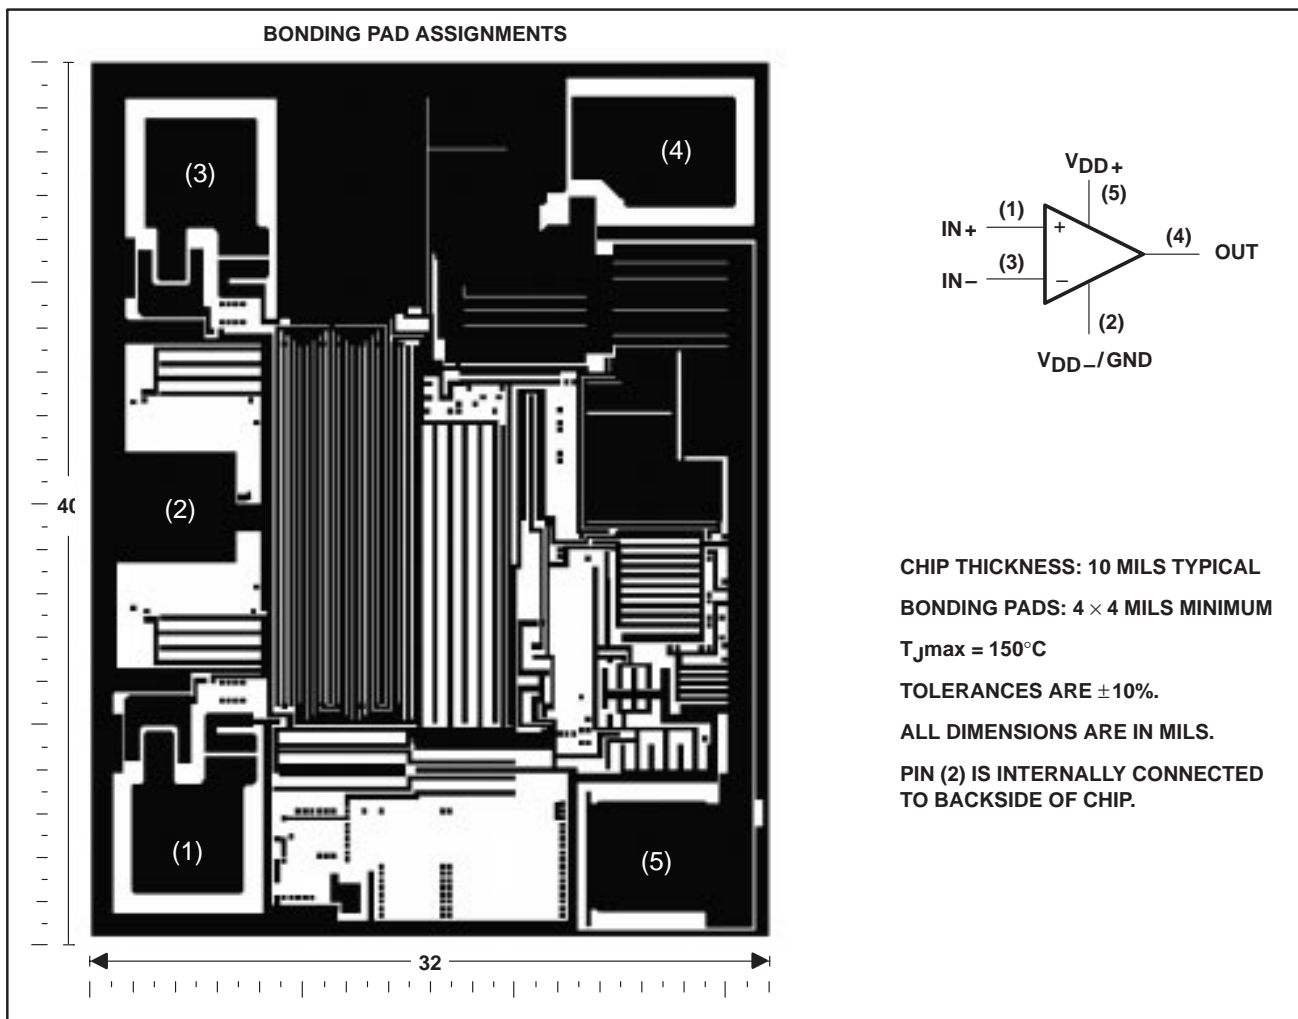 BONDING PAD ASSIGNMENTS
(3)
(4)
(2)
(1)
(5)
40
32
VDD+
(5)
(1)
IN+
+
(4)
OUT
(3)
IN−
−
(2)
VDD−/GND
CHIP THICKNESS: 10 MILS TYPICAL
BONDING PADS: 4 × 4 MILS MINIMUM
TJmax = 150°C
TOLERANCES ARE ±10%.
ALL DIMENSIONS ARE IN MILS.
PIN (2) IS INTERNALLY CONNECTED
TO BACKSIDE OF CHIP.